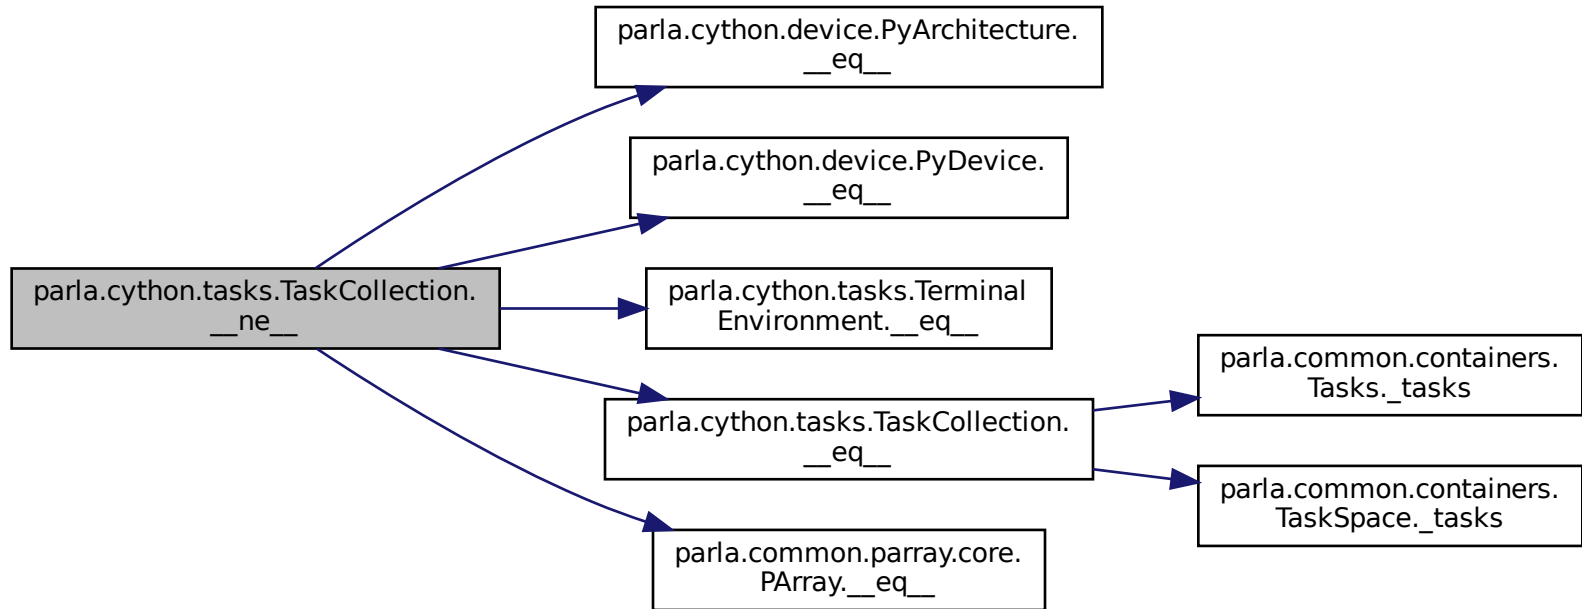 parla.cython.device.PyArchitecture.
__eq__
parla.cython.device.PyDevice.
__eq__
parla.cython.tasks.TaskCollection.
__ne__
parla.cython.tasks.Terminal
Environment.__eq__
parla.cython.tasks.TaskCollection.
__eq__
parla.common.containers.
Tasks._tasks
parla.common.containers.
TaskSpace._tasks
parla.common.parray.core.
PArray.__eq__